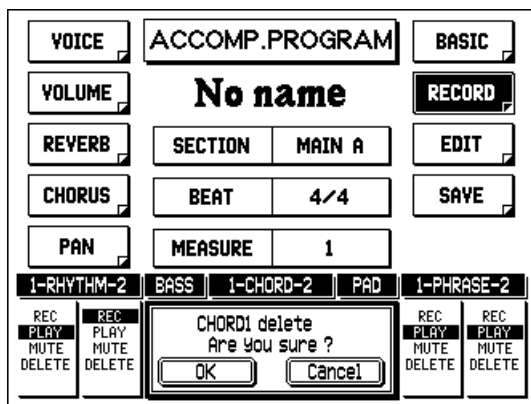 VOICE ACCOMP.PROGRAM BASIC
VOLUME No name RECORD
REVERB SECTION MAIN A EDIT
CHORUS BEAT 4/4 SAVE
PAN MEASURE 1
1-RHYTHM-2 BASS 1-CHORD-2 PAD 1-PHRASE-2
REC REC CHORD1 delete REC REC
PLAY PLAY Are you sure ? PLAY PLAY
MUTE MUTE MUTE MUTE
DELETE DELETE OK Cancel DELETE DELETE